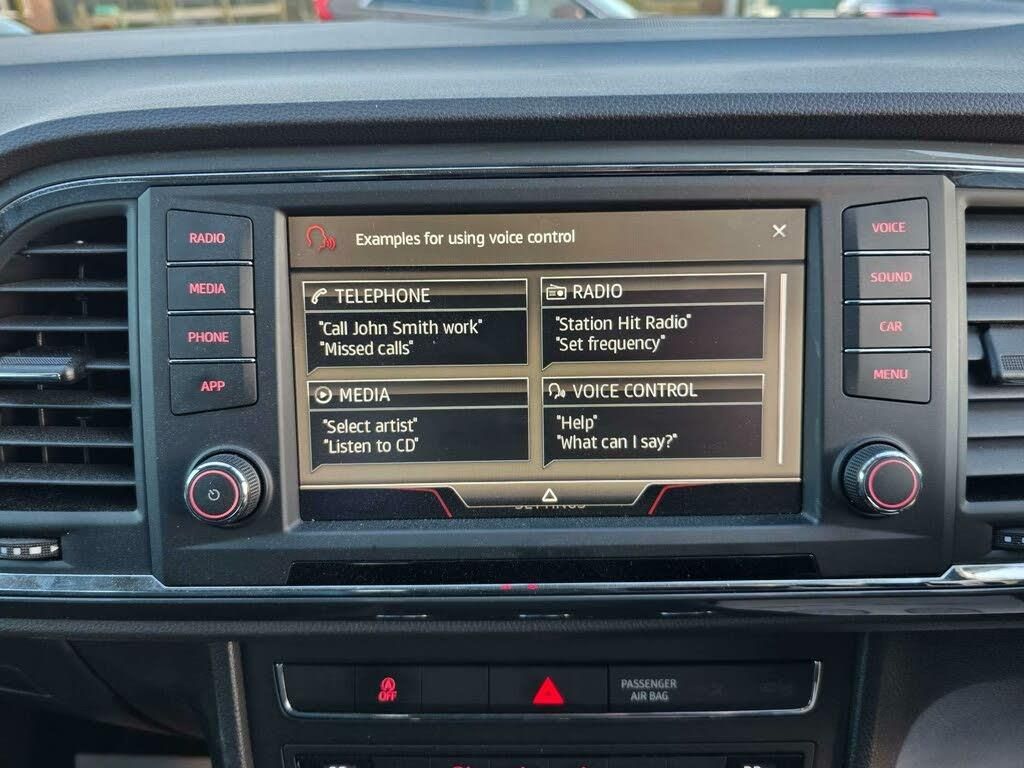 Examples for using voice control
RADIO
MEDIA
PHONE
APP
TELEPHONE
"Call John Smith work"
"Missed calls"
RADIO
"Station Hit Radio"
"Set frequency"
MEDIA
"Select artist"
"Listen to CD"
VOICE CONTROL
"Help"
"What can I say?"
VOICE
SOUND
CAR
MENU
A
OFF
PASSENGER
AIR BAG